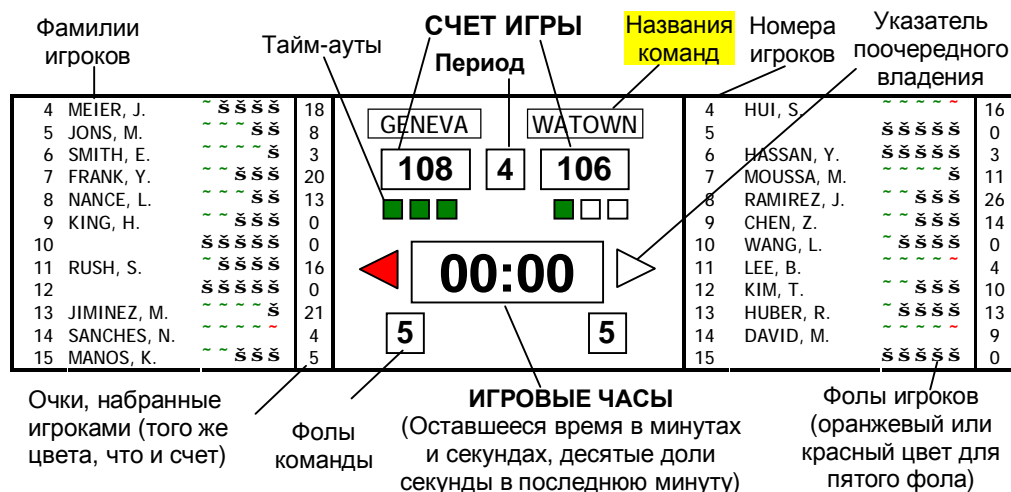 Фамилии
игроков
Тайм-ауты
СЧЕТ ИГРЫ
Период
Названия
команд
Номера
игроков
Указатель
поочередного
владения
4 MEIER, J. ~ š š š š 18
5 JONS, M. ~ ~ ~ š š 8
6 SMITH, E. ~ ~ ~ ~ š 3
7 FRANK, Y. ~ ~ š š š 20
8 NANCE, L. ~ ~ ~ š š 13
9 KING, H. ~ ~ š š š 0
10 š š š š š 0
11 RUSH, S. ~ š š š š 16
12 š š š š š 0
13 JIMINEZ, M. ~ ~ ~ ~ š 21
14 SANCHES, N. ~ ~ ~ ~ ~ 4
15 MANOS, K. ~ ~ š š š 5
GENEVA WATOWN
108 4 106
00:00
5 5
4 HUI, S. ~ ~ ~ ~ ~ 16
5 š š š š š 0
6 HASSAN, Y. š š š š š 3
7 MOUSSA, M. ~ ~ ~ ~ š 11
8 RAMIREZ, J. ~ ~ š š š 26
9 CHEN, Z. ~ ~ š š š 14
10 WANG, L. ~ š š š š 0
11 LEE, B. ~ ~ ~ ~ ~ 4
12 KIM, T. ~ ~ š š š 10
13 HUBER, R. ~ š š š š 13
14 DAVID, M. ~ ~ ~ ~ ~ 9
15 š š š š š 0
Очки, набранные
игроками (того же
цвета, что и счет)
Фолы
команды
ИГРОВЫЕ ЧАСЫ
(Оставшееся время в минутах
и секундах, десятые доли
секунды в последнюю минуту)
Фолы игроков
(оранжевый или
красный цвет для
пятого фола)